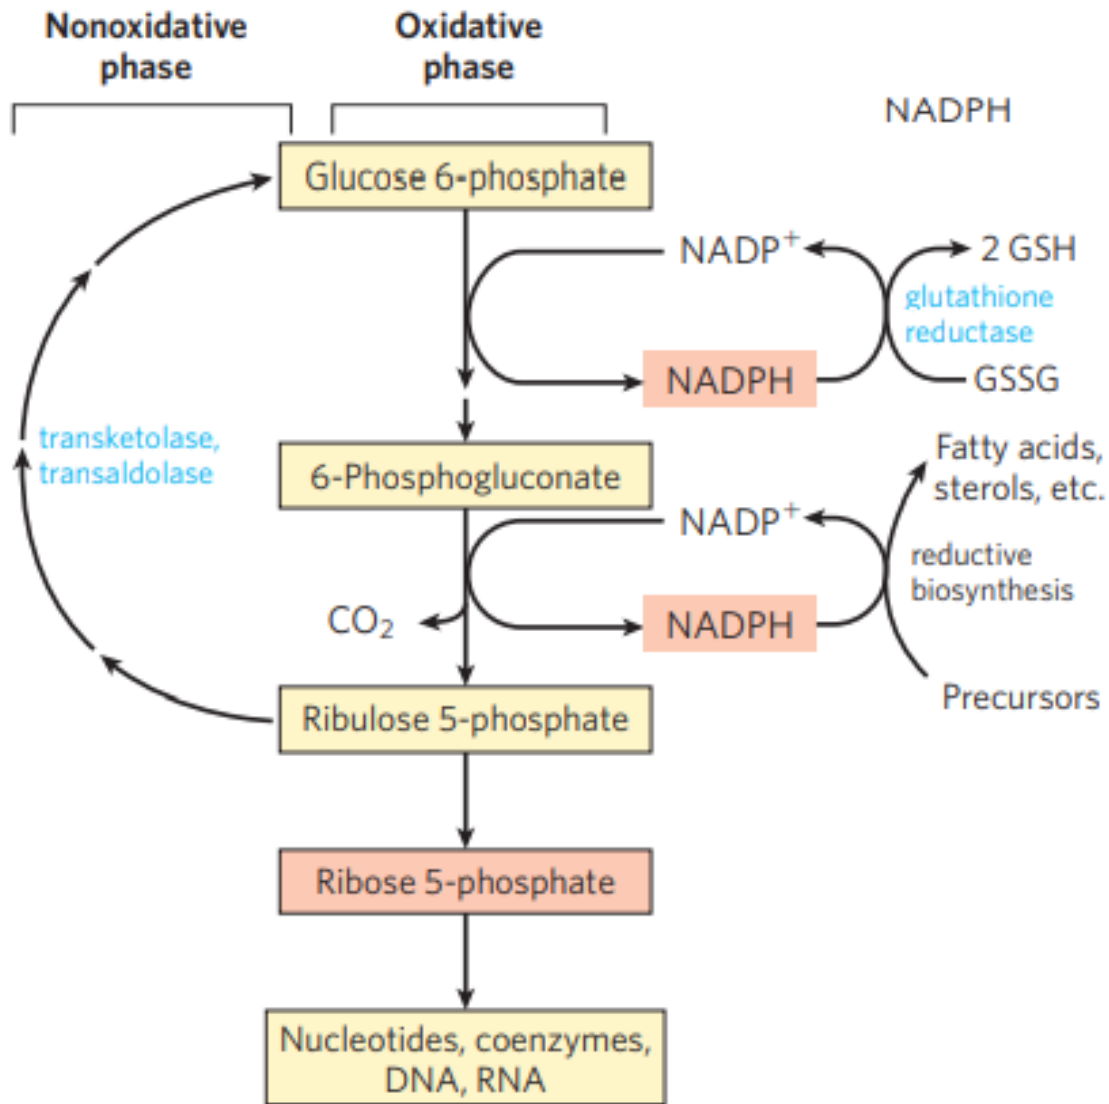 Nonoxidative
phase
Oxidative
phase
NADPH
Glucose 6-phosphate
NADP⁺
2 GSH
glutathione
reductase
NADPH
GSSG
transketolase,
transaldolase
6-Phosphogluconate
Fatty acids,
sterols, etc.
NADP⁺
reductive
biosynthesis
CO₂
NADPH
Precursors
Ribulose 5-phosphate
Ribose 5-phosphate
Nucleotides, coenzymes,
DNA, RNA